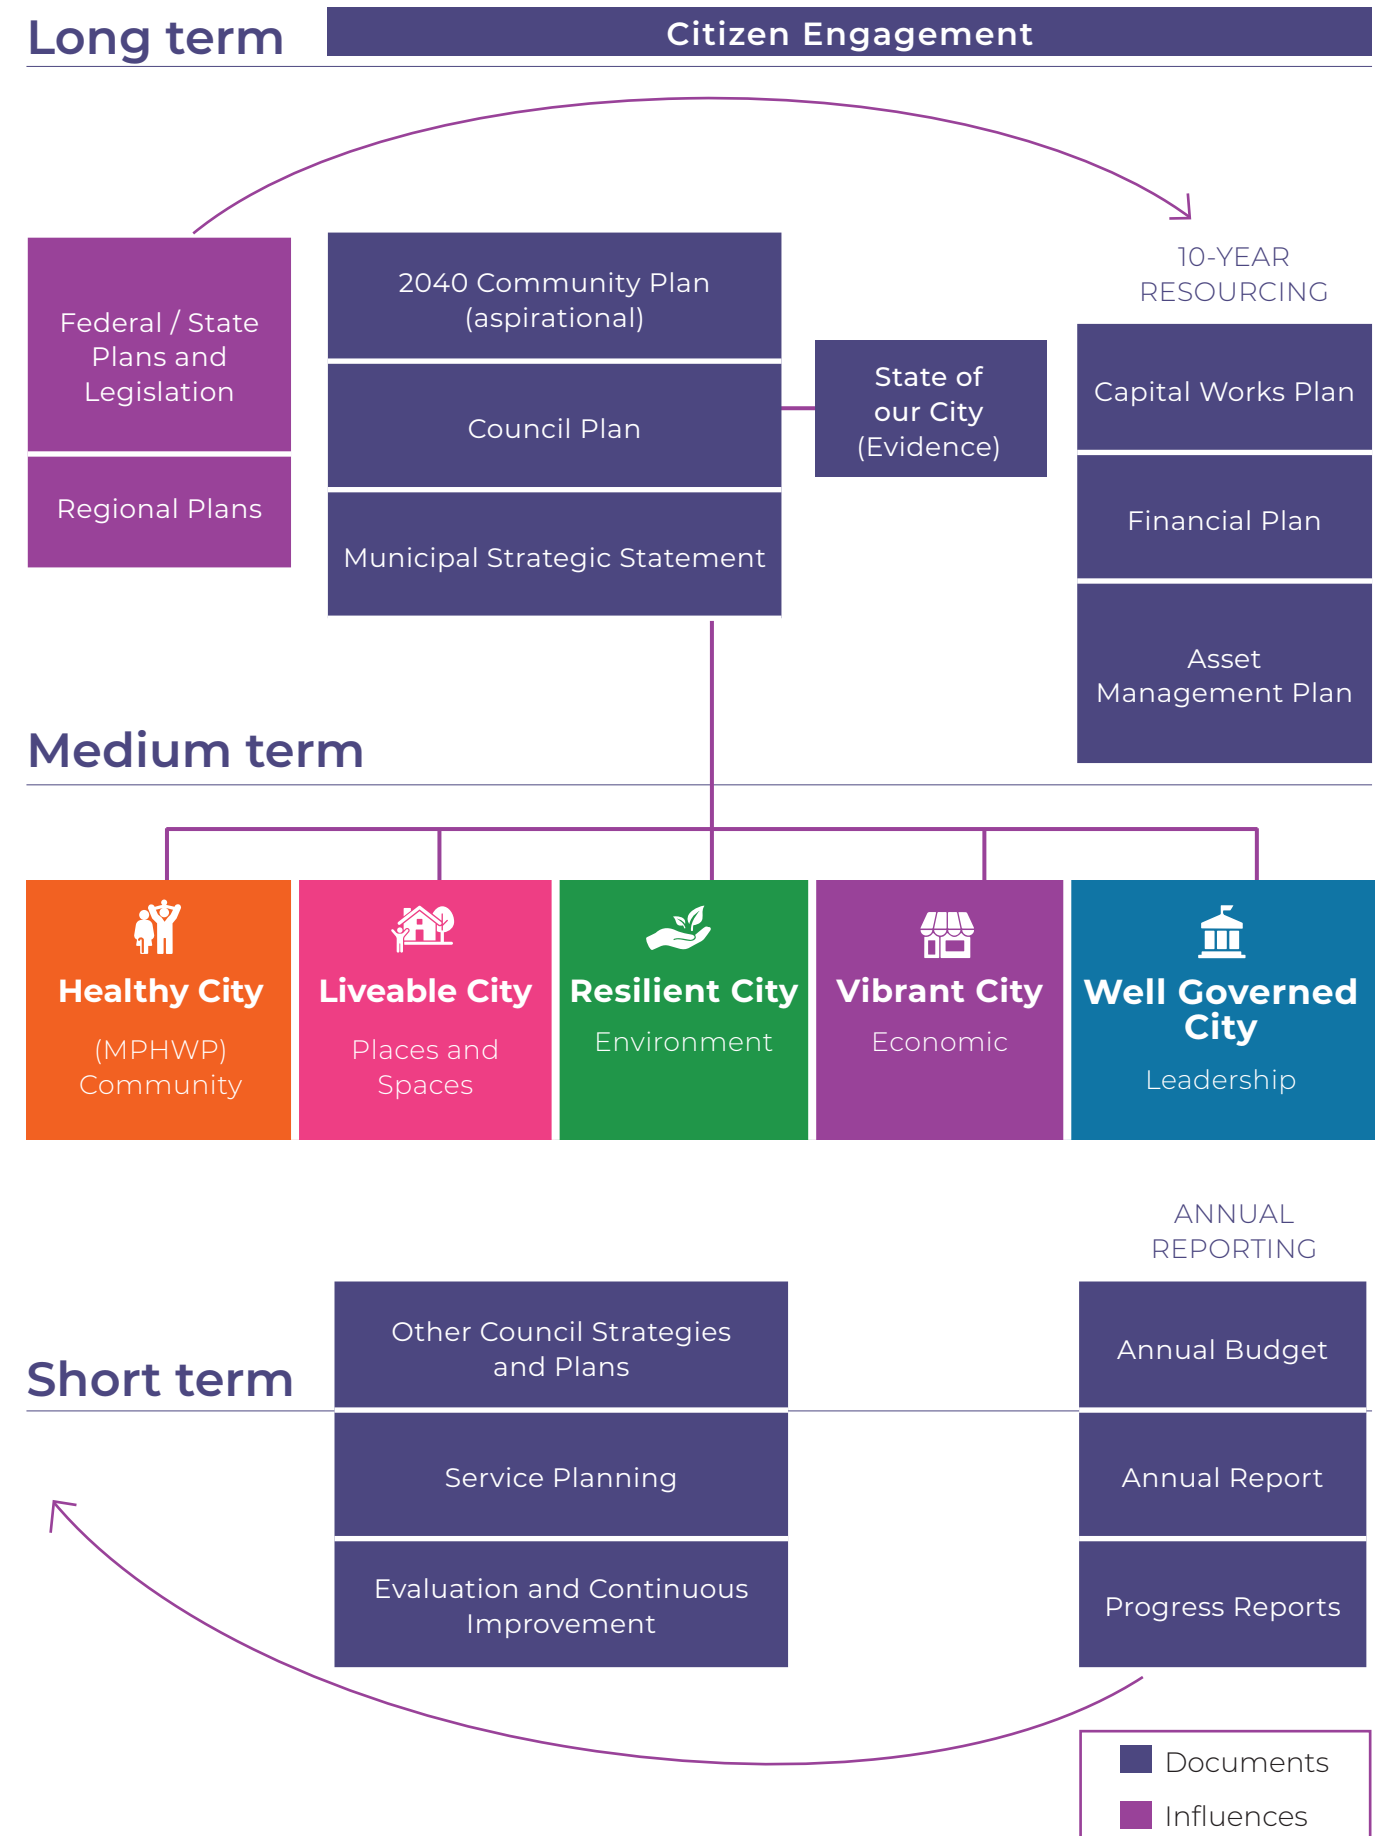 Long term
Citizen Engagement
Federal / State
Plans and
Legislation
Regional Plans
2040 Community Plan
(aspirational)
Council Plan
Municipal Strategic Statement
State of
our City
(Evidence)
10-YEAR
RESOURCING
Capital Works Plan
Financial Plan
Asset
Management Plan
Medium term
Healthy City
(MPHWP)
Community
Liveable City
Places and
Spaces
Resilient City
Environment
Vibrant City
Economic
Well Governed
City
Leadership
Short term
Other Council Strategies
and Plans
Service Planning
Evaluation and Continuous
Improvement
ANNUAL
REPORTING
Annual Budget
Annual Report
Progress Reports
Documents
Influences